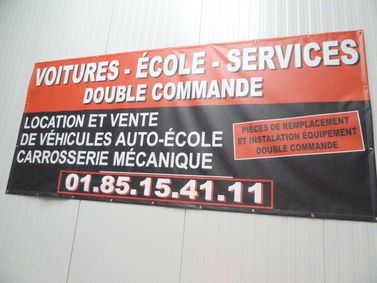 VOITURES - ÉCOLE - SERVICES
DOUBLE COMMANDE
LOCATION ET VENTE
DE VÉHICULES AUTO-ÉCOLE
CARROSSERIE MÉCANIQUE
PIÈCES DE REMPLACEMENT
ET INSTALATION ÉQUIPEMENT
DOUBLE COMMANDE
01.85.15.41.11